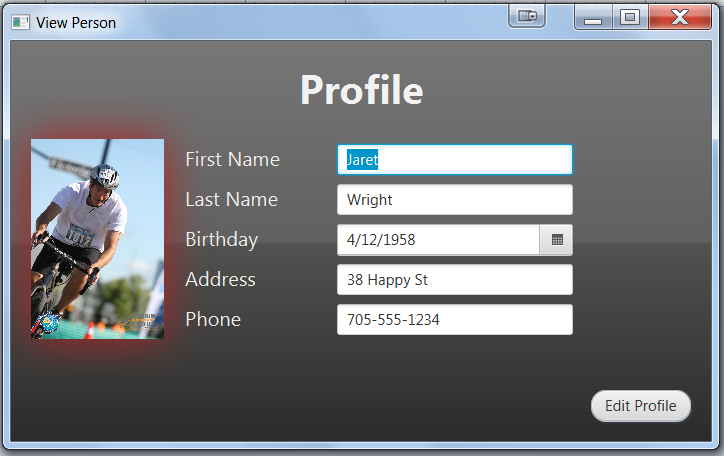 View Person
Profile
First Name Jaret
Last Name Wright
Birthday 4/12/1958
Address 38 Happy St
Phone 705-555-1234
Edit Profile